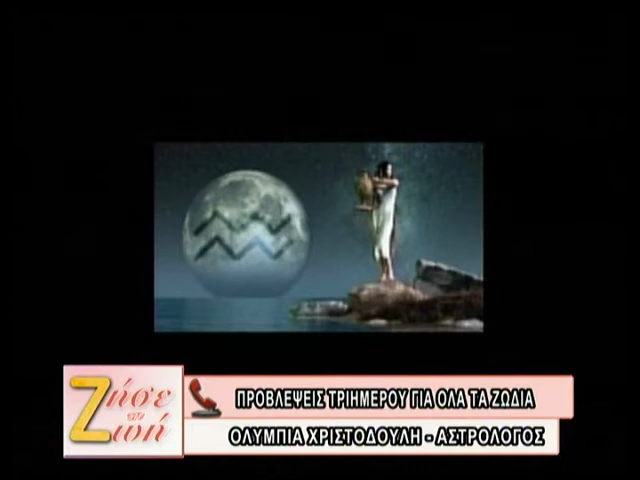 Ζήσε
τη
Ζωή
ΠΡΟΒΛΕΨΕΙΣ ΤΡΙΗΜΕΡΟΥ ΓΙΑ ΟΛΑ ΤΑ ΖΩΔΙΑ
ΟΛΥΜΠΙΑ ΧΡΙΣΤΟΔΟΥΛΗ - ΑΣΤΡΟΛΟΓΟΣ